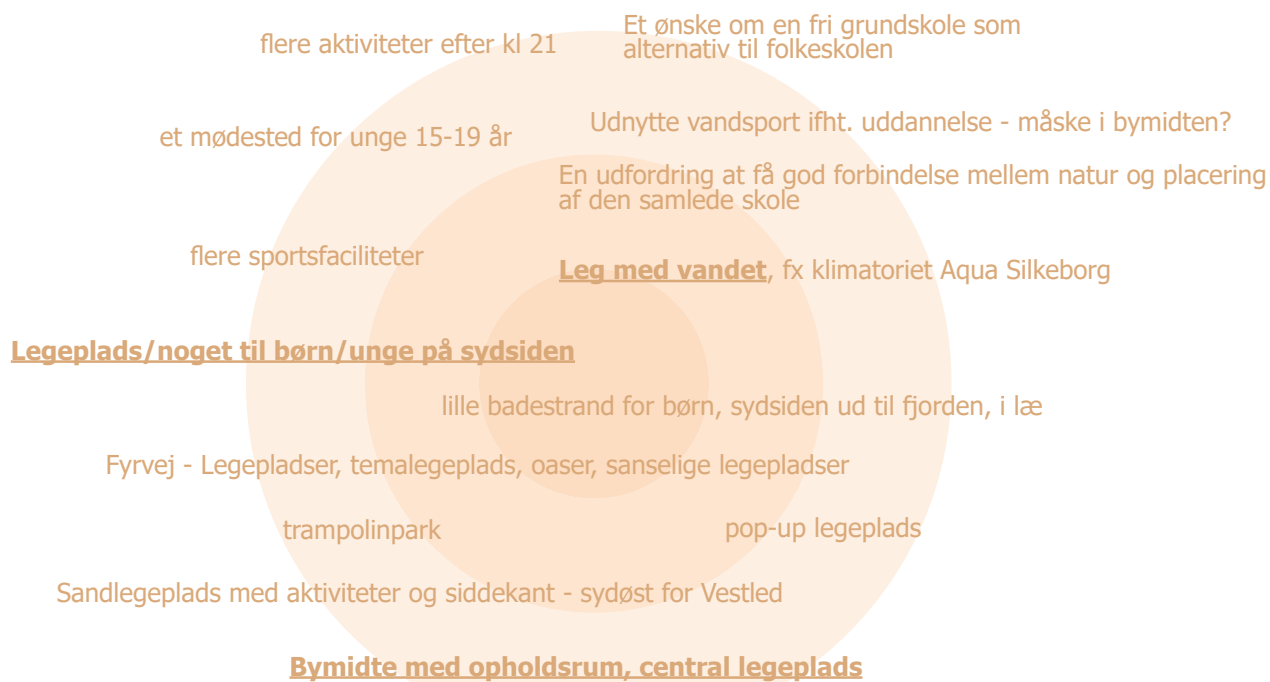 flere aktiviteter efter kl 21
Et ønske om en fri grundskole som
alternativ til folkeskolen
et mødested for unge 15-19 år
Udnytte vandsport ifht. uddannelse - måske i bymidten?
En udfordring at få god forbindelse mellem natur og placering
af den samlede skole
flere sportsfaciliteter
Leg med vandet, fx klimatoriet Aqua Silkeborg
Legeplads/noget til børn/unge på sydsiden
lille badestrand for børn, sydsiden ud til fjorden, i læ
Fyrvej - Legepladser, temalegeplads, oaser, sanselige legepladser
trampolinpark
pop-up legeplads
Sandlegeplads med aktiviteter og siddekant - sydøst for Vestled
Bymidte med opholdsrum, central legeplads